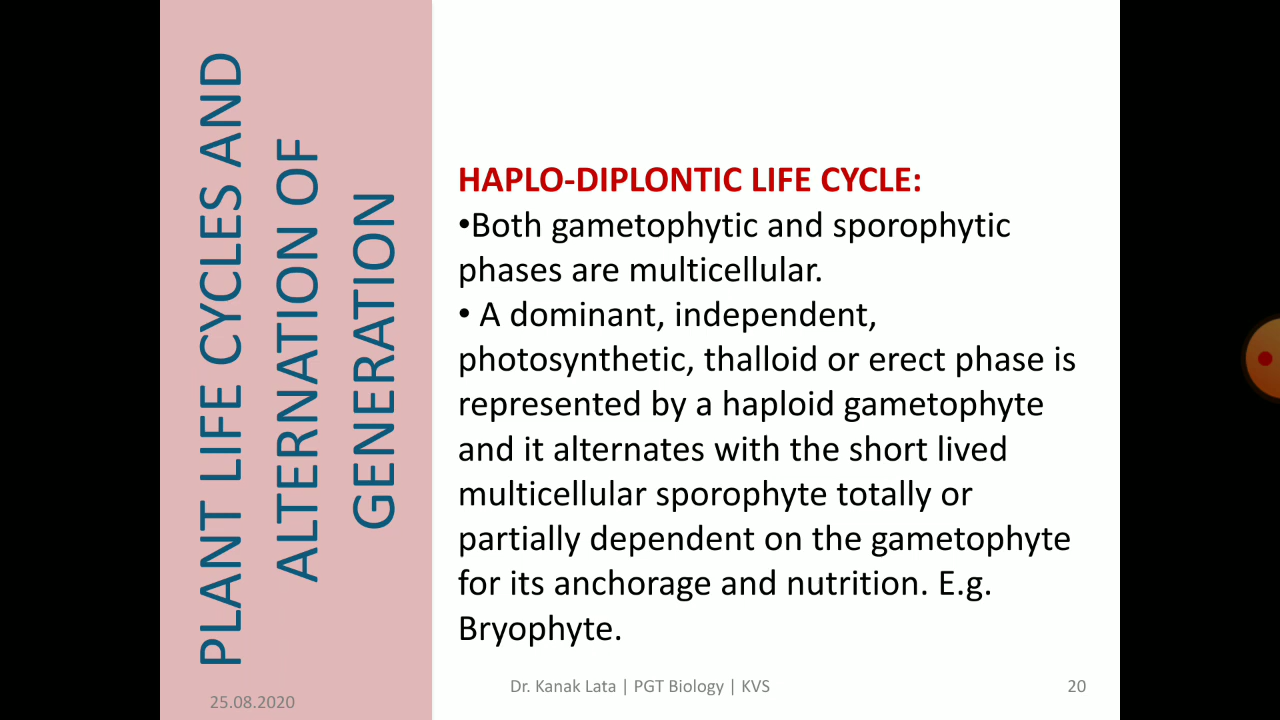 PLANT LIFE CYCLES AND
ALTERNATION OF
GENERATION
HAPLO-DIPLONTIC LIFE CYCLE:
•Both gametophytic and sporophytic
phases are multicellular.
• A dominant, independent,
photosynthetic, thalloid or erect phase is
represented by a haploid gametophyte
and it alternates with the short lived
multicellular sporophyte totally or
partially dependent on the gametophyte
for its anchorage and nutrition. E.g.
Bryophyte.
25.08.2020
Dr. Kanak Lata | PGT Biology | KVS
20